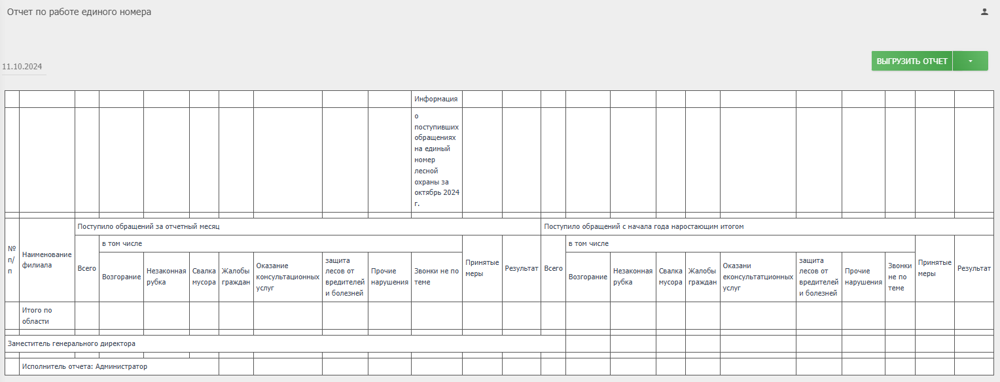 Отчет по работе единого номера
11.10.2024
ВЫГРУЗИТЬ ОТЧЕТ
Информация
о
поступивших
обращениях
на единый
номер
лесной
охраны за
октябрь 2024
г.
№
п/
п
Наименование
филиала
Поступило обращений за отчетный месяц
Поступило обращений с начала года наростающим итогом
Всего
в том числе
Возгорание
Незаконная
рубка
Свалка
мусора
Жалобы
граждан
Оказание
консультационных
услуг
защита
лесов от
вредителей
и болезней
Прочие
нарушения
Звонки не по
теме
Принятые
меры
Результат
Всего
в том числе
Возгорание
Незаконная
рубка
Свалка
мусора
Жалобы
граждан
Оказани
еконсультатационных
услуг
защита
лесов от
вредителей
и болезней
Прочие
нарушения
Звонки
не по
теме
Принятые
меры
Результат
Итого по
области
Заместитель генерального директора
Исполнитель отчета: Администратор